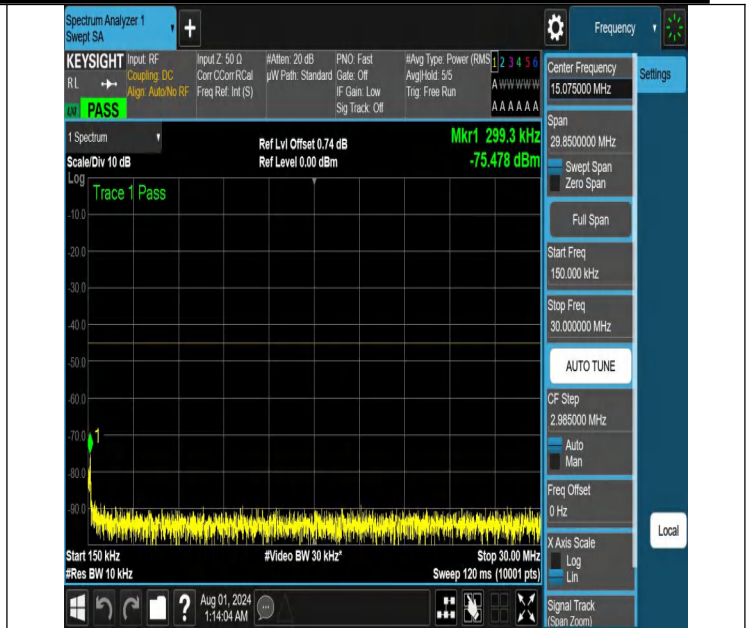 Spectrum Analyzer 1
Swept SA
+
Frequency
KEYSIGHT
Input: RF
Coupling: DC
Align: Auto/No RF
Input Z: 50 Ω
Corr CCorr RCal
Freq Ref: Int (S)
#Atten: 20 dB
µW Path: Standard
PNO: Fast
Gate: Off
IF Gain: Low
Sig Track: Off
#Avg Type: Power (RMS
Avg|Hold: 5/5
Trig: Free Run
1 2 3 4 5 6
A W W W W W
A A A A A A
R L
PASS
1 Spectrum
Scale/Div 10 dB
Ref Lvl Offset 0.74 dB
Ref Level 0.00 dBm
Mkr1 299.3 kHz
-75.478 dBm
Log
Trace 1 Pass
-10.0
-20.0
-30.0
-40.0
-50.0
-60.0
-70.0
1
-80.0
-90.0
Start 150 kHz
#Video BW 30 kHz*
Stop 30.00 MHz
#Res BW 10 kHz
Sweep 120 ms (10001 pts)
Center Frequency
15.075000 MHz
Settings
Span
29.8500000 MHz
Swept Span
Zero Span
Full Span
Start Freq
150.000 kHz
Stop Freq
30.000000 MHz
AUTO TUNE
CF Step
2.985000 MHz
Auto
Man
Freq Offset
0 Hz
Local
X Axis Scale
Log
Lin
Signal Track
(Span Zoom)
?
Aug 01, 2024
1:14:04 AM